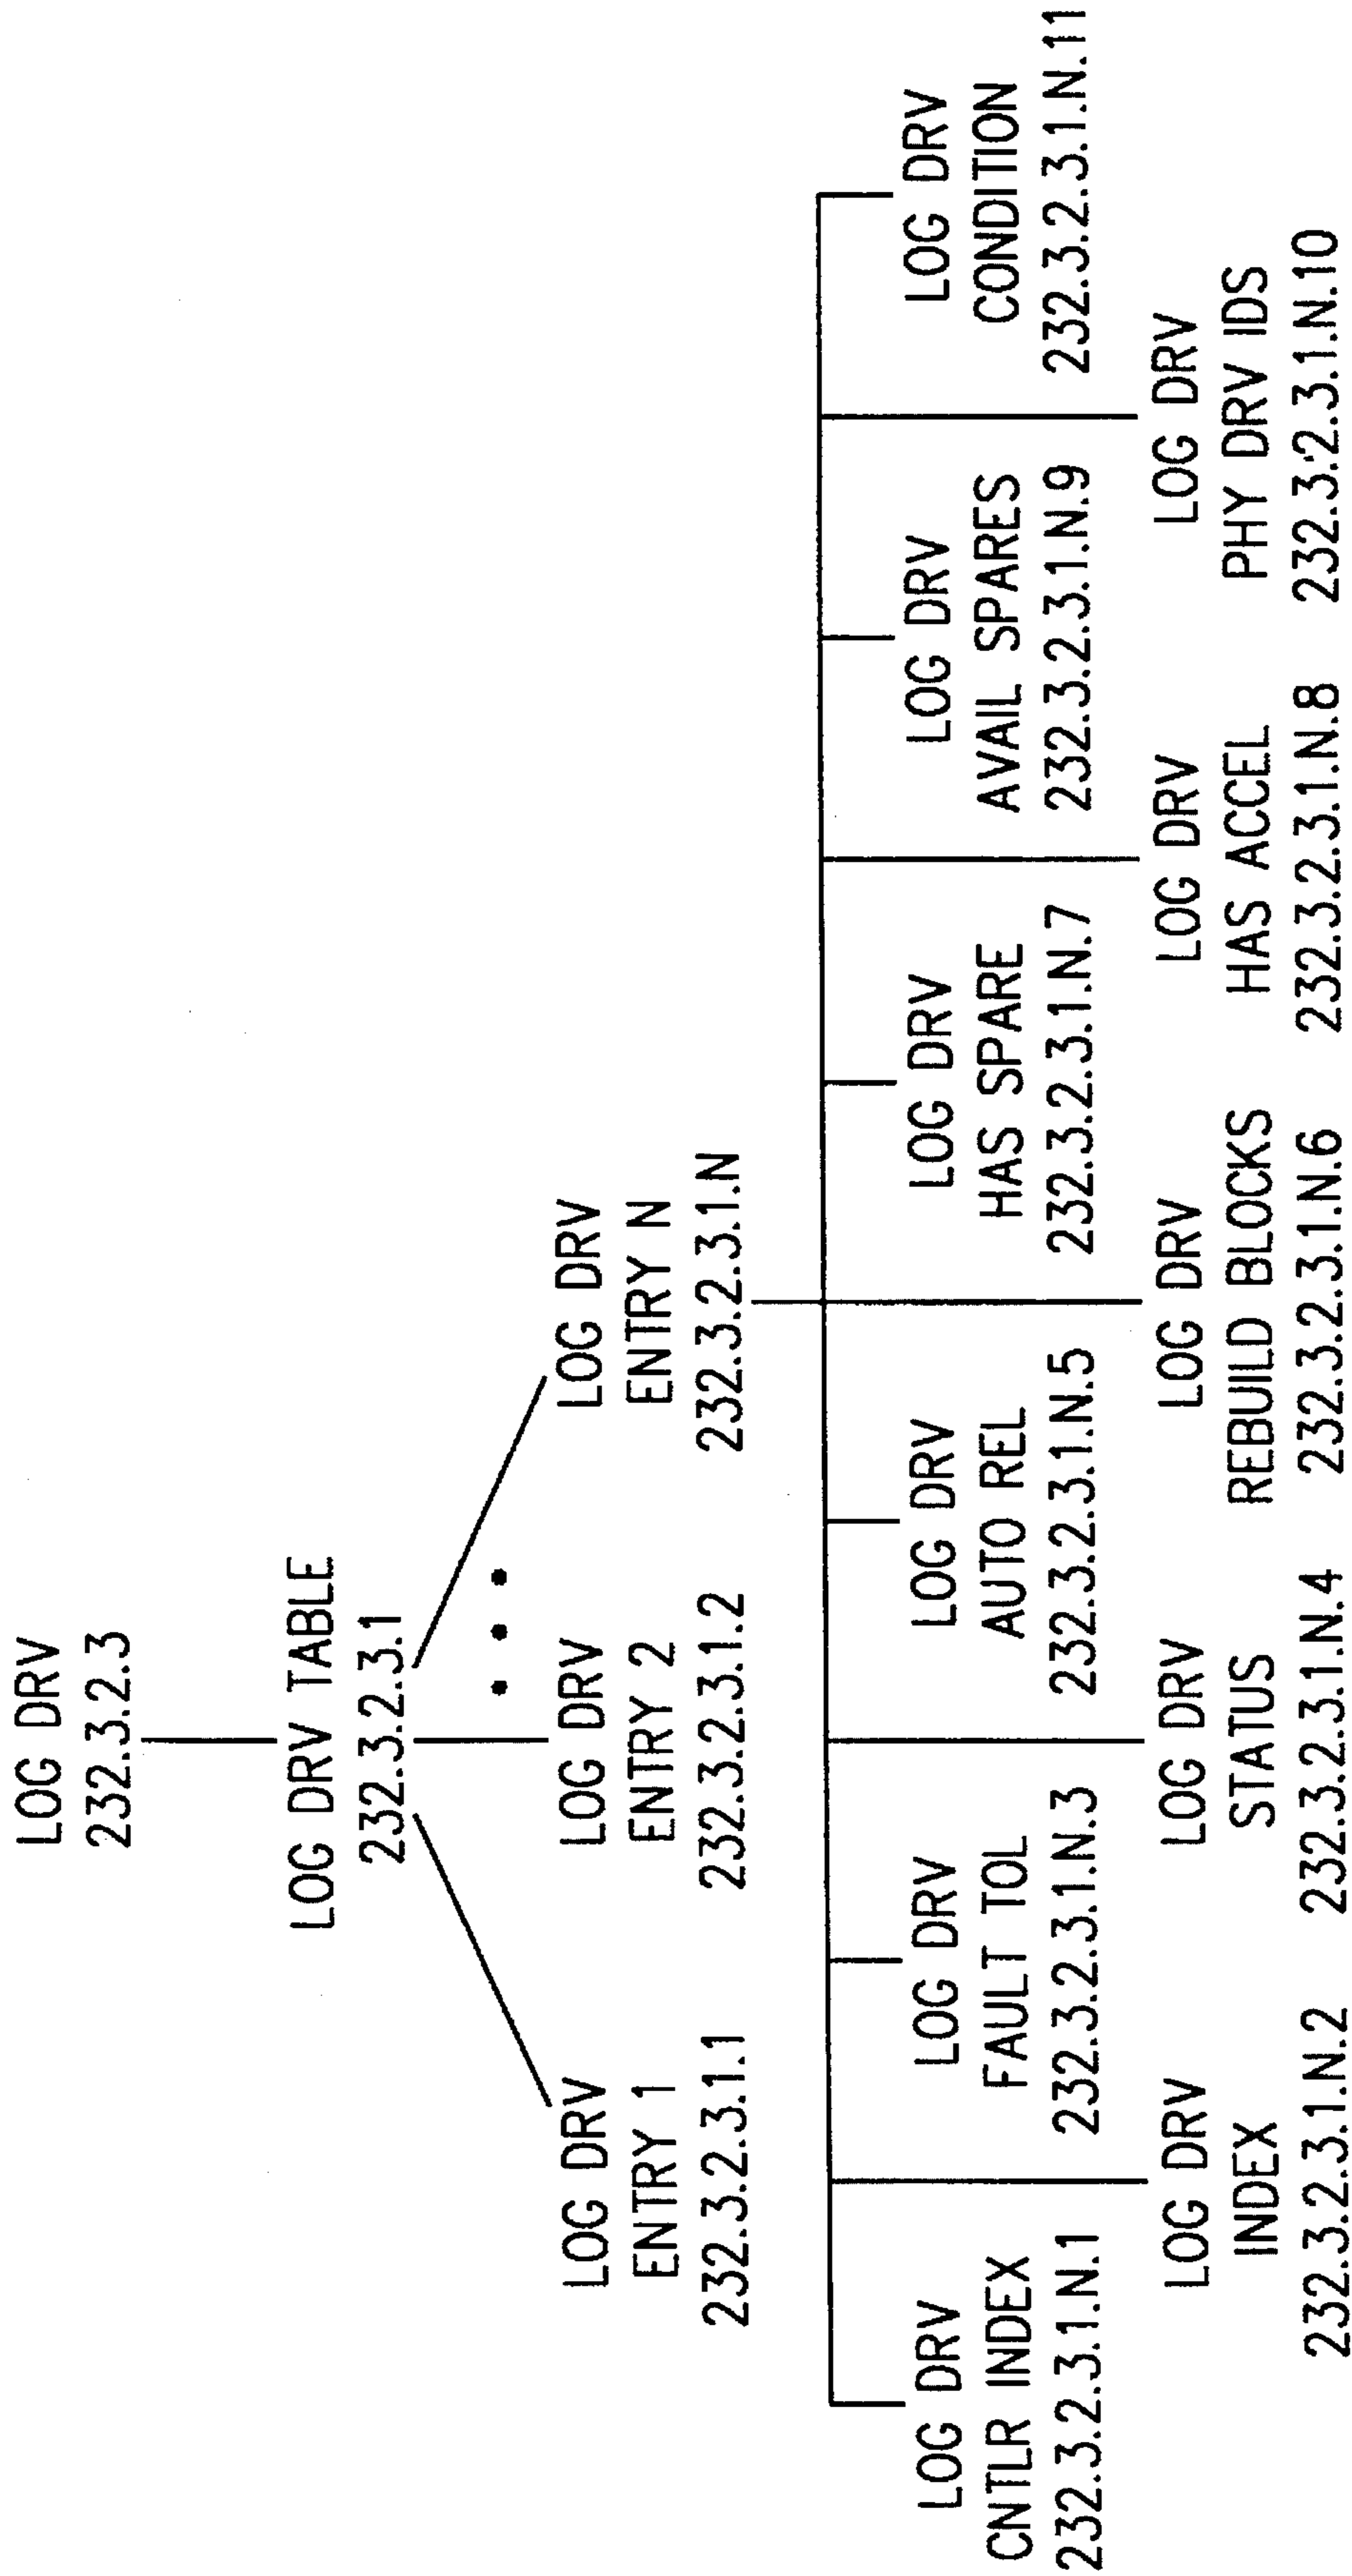 LOG DRV
232.3.2.3
LOG DRV TABLE
232.3.2.3.1
LOG DRV
ENTRY 1
232.3.2.3.1.1
LOG DRV
ENTRY 2
232.3.2.3.1.2
LOG DRV
ENTRY N
232.3.2.3.1.N
LOG DRV
CNTLR INDEX
232.3.2.3.1.N.1
LOG DRV
FAULT TOL
232.3.2.3.1.N.3
LOG DRV
AUTO REL
232.3.2.3.1.N.5
LOG DRV
HAS SPARE
232.3.2.3.1.N.7
LOG DRV
AVAIL SPARES
232.3.2.3.1.N.9
LOG DRV
CONDITION
232.3.2.3.1.N.11
LOG DRV
INDEX
232.3.2.3.1.N.2
LOG DRV
STATUS
232.3.2.3.1.N.4
LOG DRV
REBUILD BLOCKS
232.3.2.3.1.N.6
LOG DRV
HAS ACCEL
232.3.2.3.1.N.8
LOG DRV
PHY DRV IDS
232.3.2.3.1.N.10